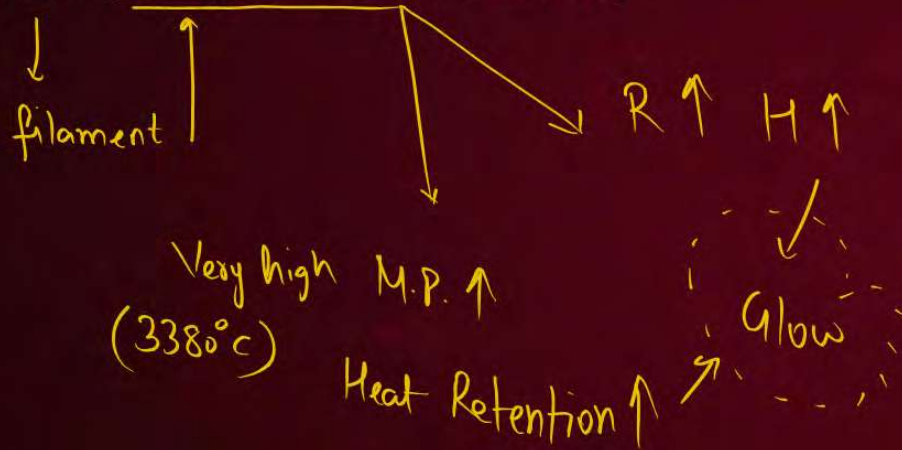 filament
R ↑ H ↑
Very high M.P. ↑
(3380°C)
Glow
Heat Retention ↑